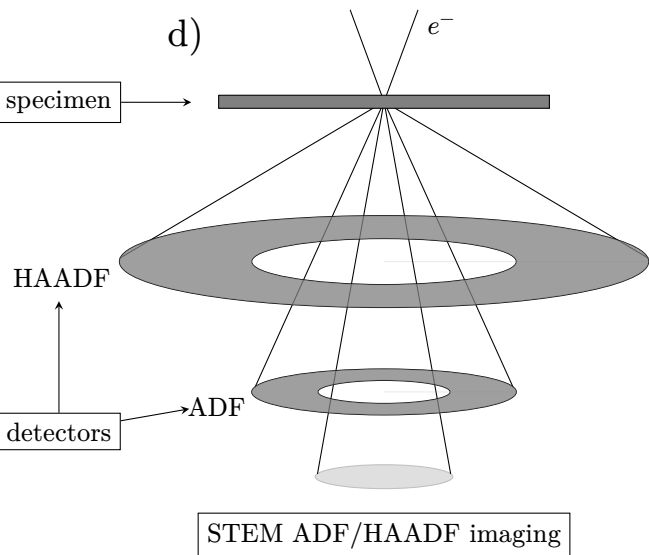 d)
e⁻
specimen
HAADF
ADF
detectors
STEM ADF/HAADF imaging